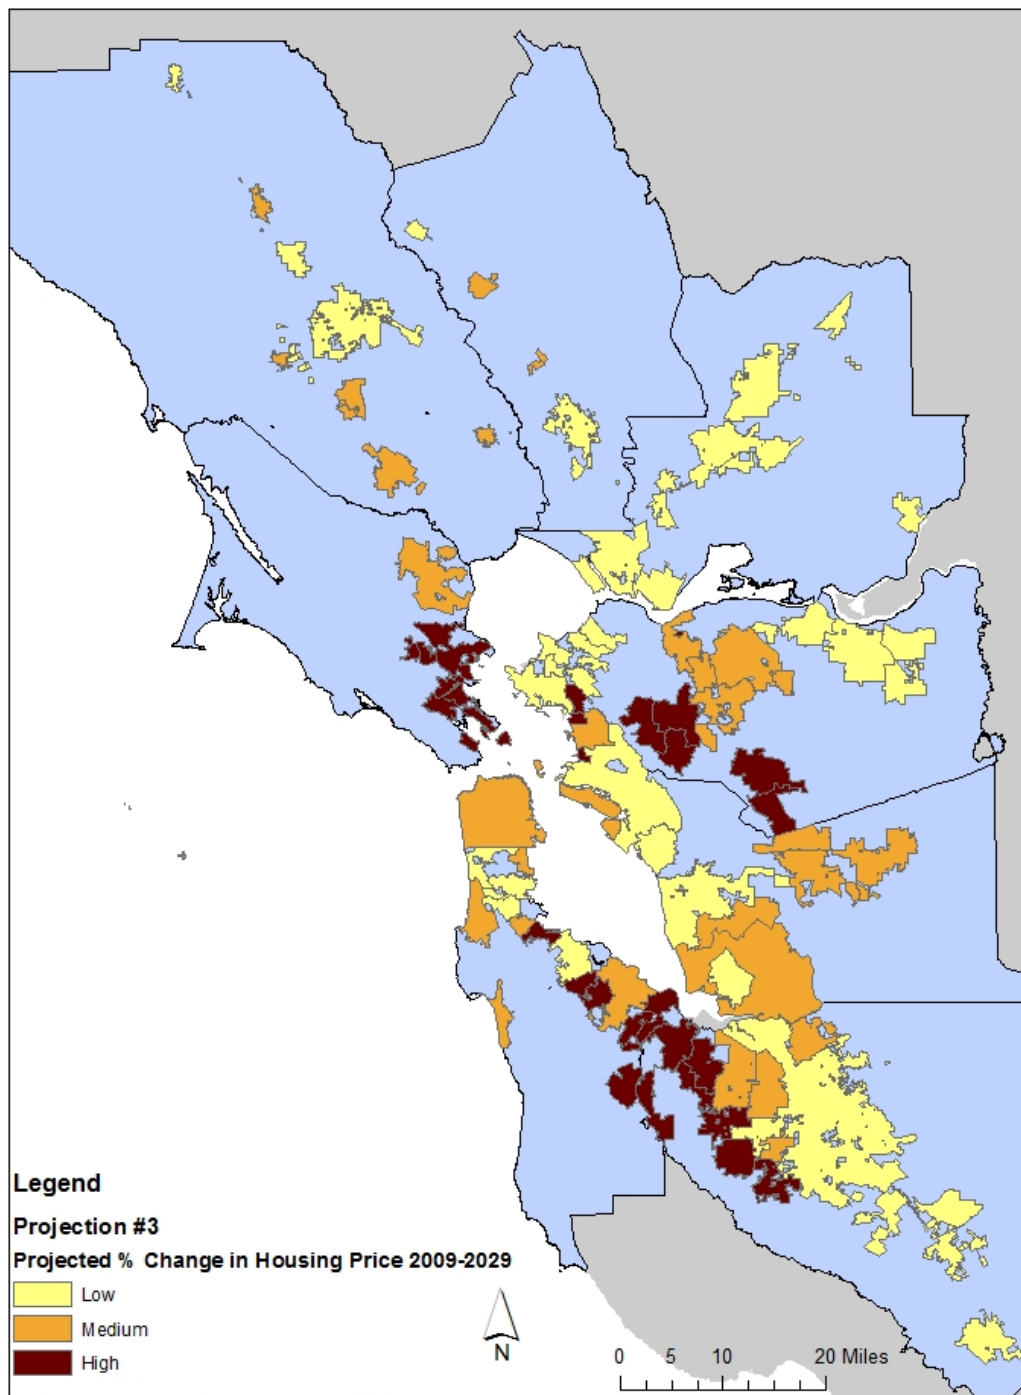 Legend
Projection #3
Projected % Change in Housing Price 2009-2029
Low
Medium
High
N
0 5 10 20 Miles